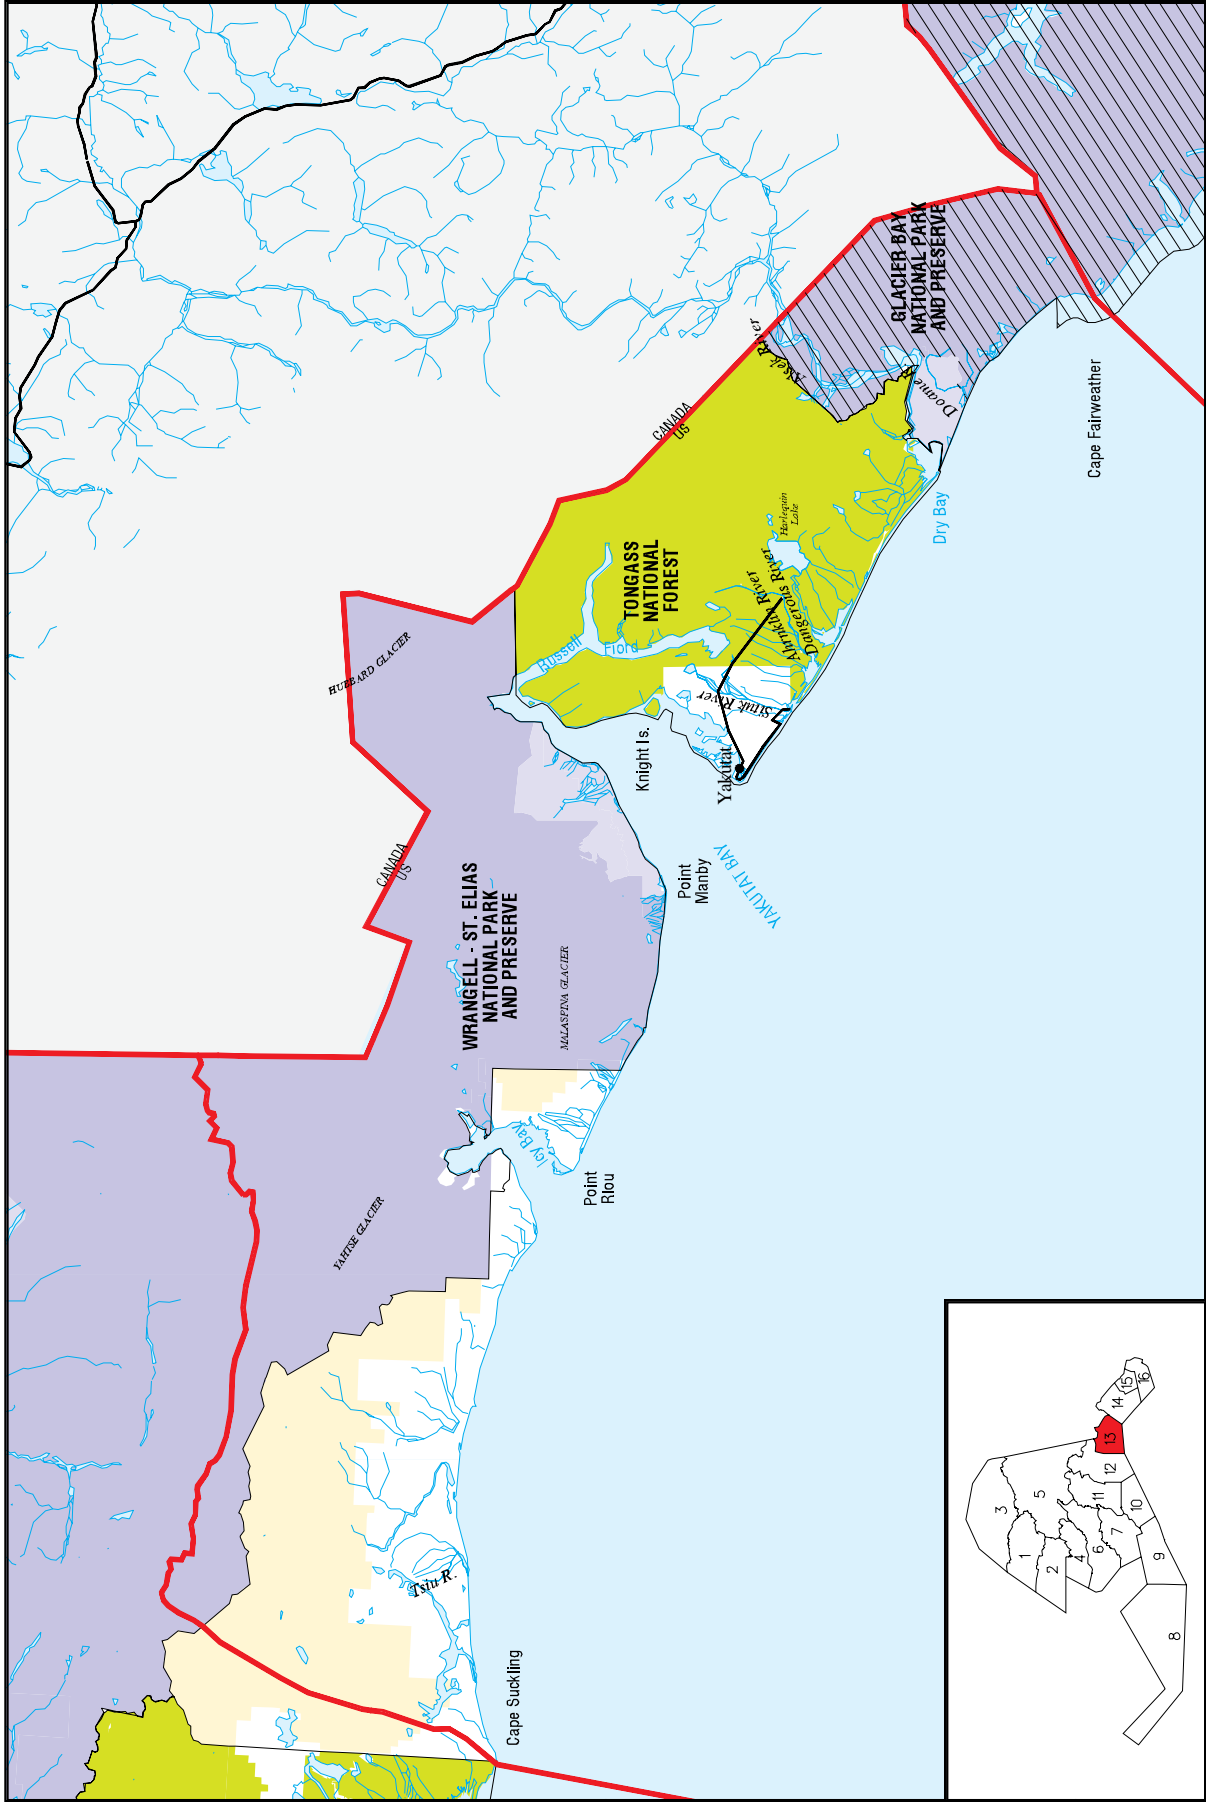 GLACIER BAY
NATIONAL PARK
AND PRESERVE
Alsek River
Doame R.
CANADA
US
Cape Fairweather
Dry Bay
Harlequin
Lake
TONGASS
NATIONAL
FOREST
Ahrnklin River
Dangerous River
Russell
Fiord
Situk River
HUBBARD GLACIER
Knight Is.
Yakutat
YAKUTAT BAY
Point
Manby
CANADA
US
WRANGELL - ST. ELIAS
NATIONAL PARK
AND PRESERVE
MALASPINA GLACIER
Icy Bay
Point
RIou
YAHTSE GLACIER
Tsiu R.
Cape Suckling
1
2
3
4
5
6
7
8
9
10
11
12
13
14
15
16